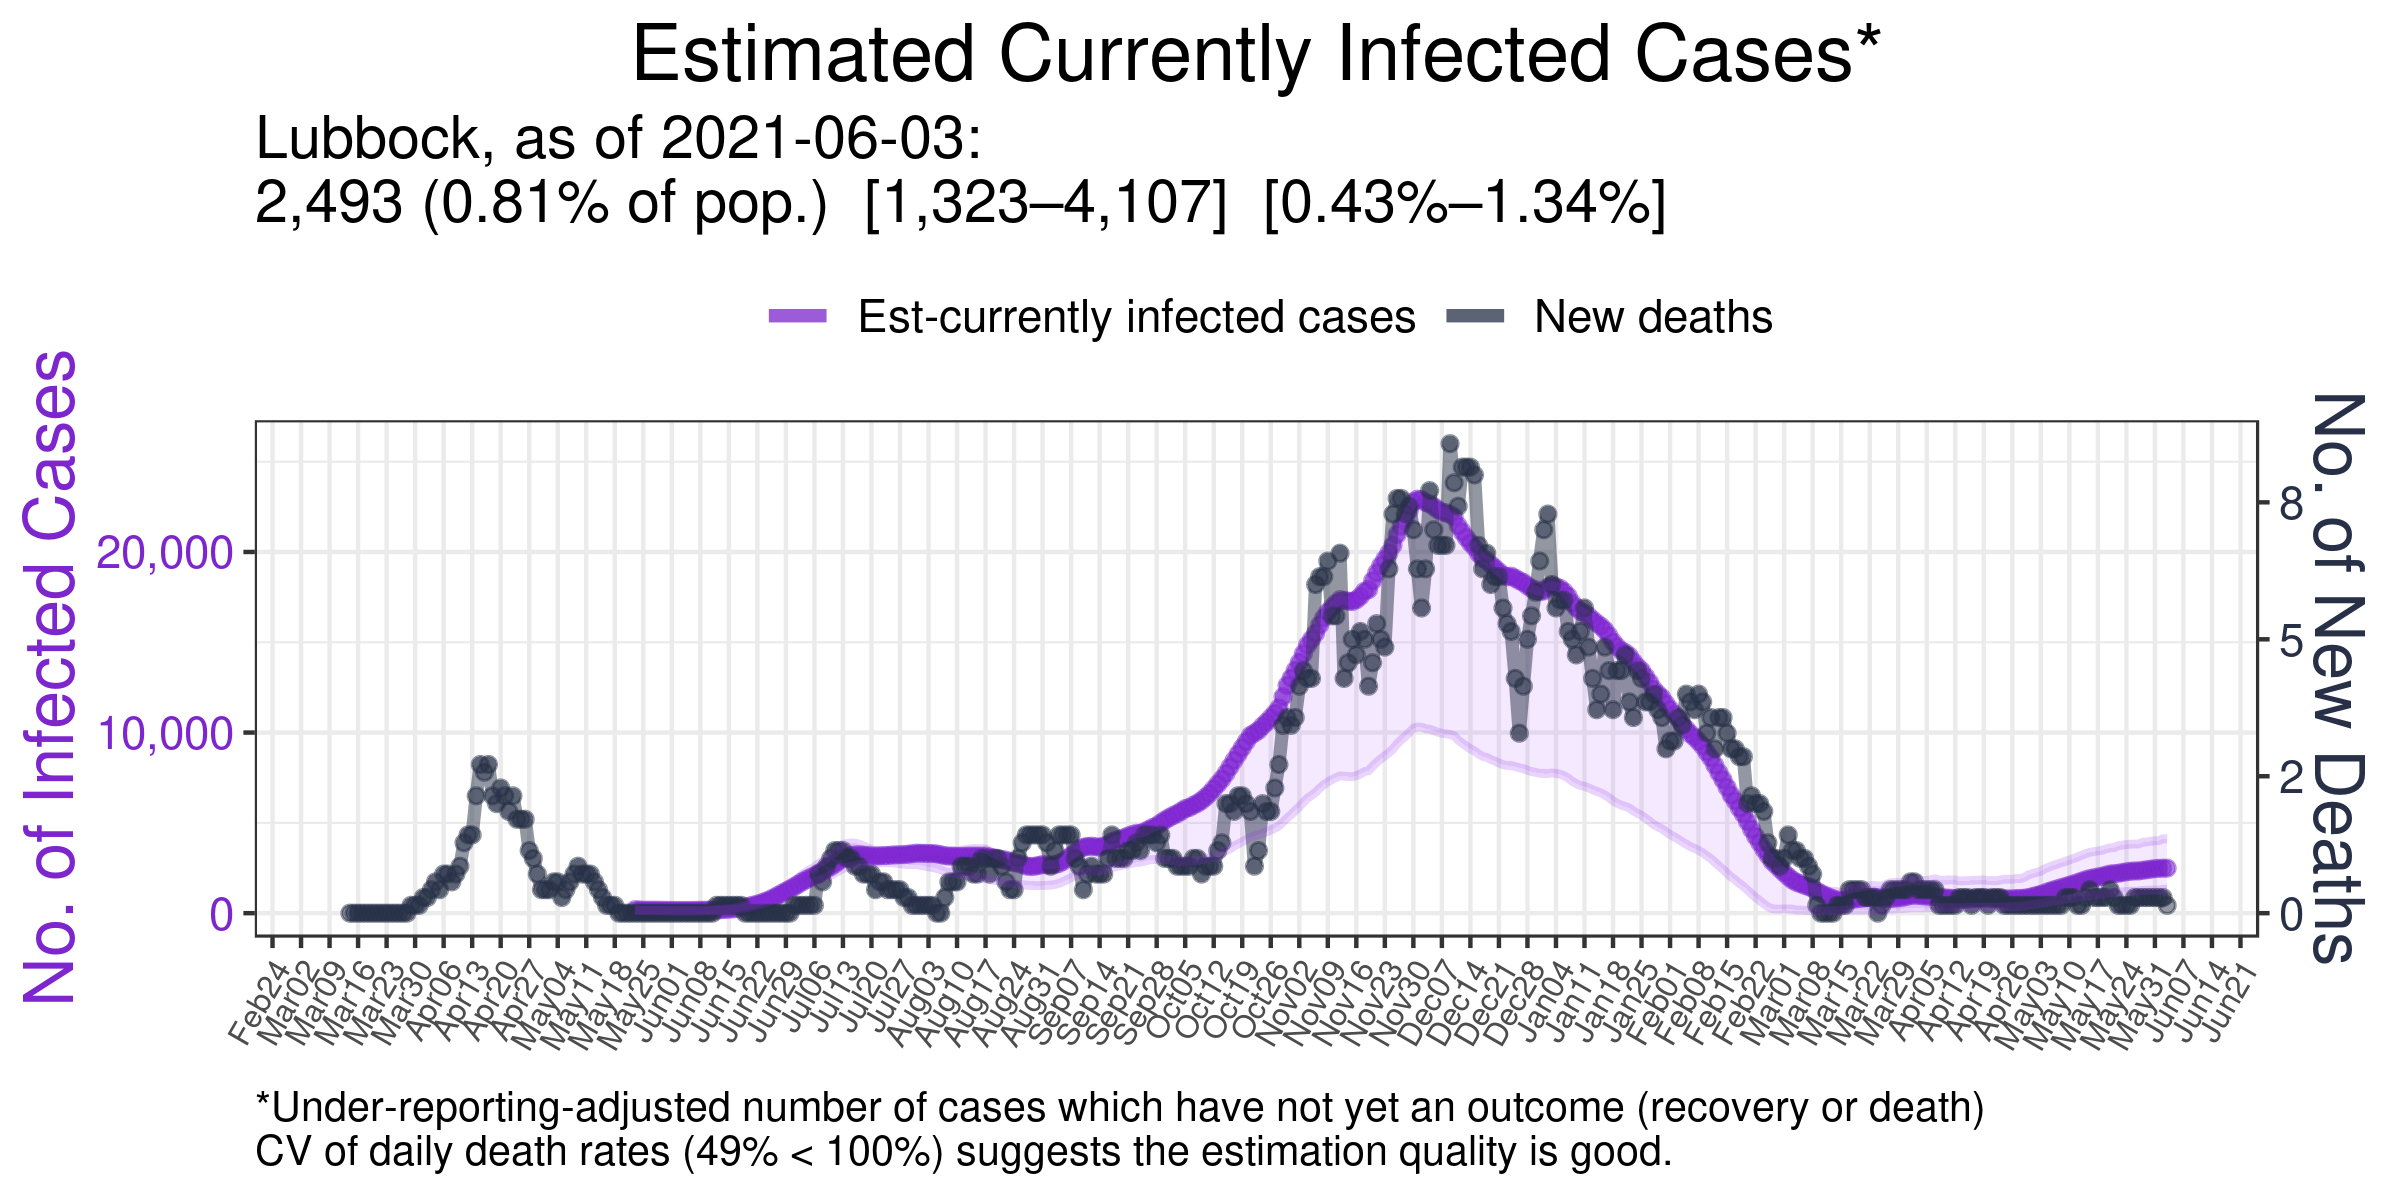 Estimated Currently Infected Cases*
Lubbock, as of 2021-06-03:
2,493 (0.81% of pop.) [1,323–4,107] [0.43%–1.34%]
Est-currently infected cases New deaths
No. of Infected Cases
20,000
10,000
0
No. of New Deaths
8
5
2
0
Feb24 Mar02 Mar09 Mar16 Mar23 Mar30 Apr06 Apr13 Apr20 Apr27 May04 May11 May18 May25 Jun01 Jun08 Jun15 Jun22 Jun29 Jul06 Jul13 Jul20 Jul27 Aug03 Aug10 Aug17 Aug24 Aug31 Sep07 Sep14 Sep21 Sep28 Oct05 Oct12 Oct19 Oct26 Nov02 Nov09 Nov16 Nov23 Nov30 Dec07 Dec14 Dec21 Dec28 Jan04 Jan11 Jan18 Jan25 Feb01 Feb08 Feb15 Feb22 Mar01 Mar08 Mar15 Mar22 Mar29 Apr05 Apr12 Apr19 Apr26 May03 May10 May17 May24 May31 Jun07 Jun14 Jun21
*Under-reporting-adjusted number of cases which have not yet an outcome (recovery or death)
CV of daily death rates (49% < 100%) suggests the estimation quality is good.